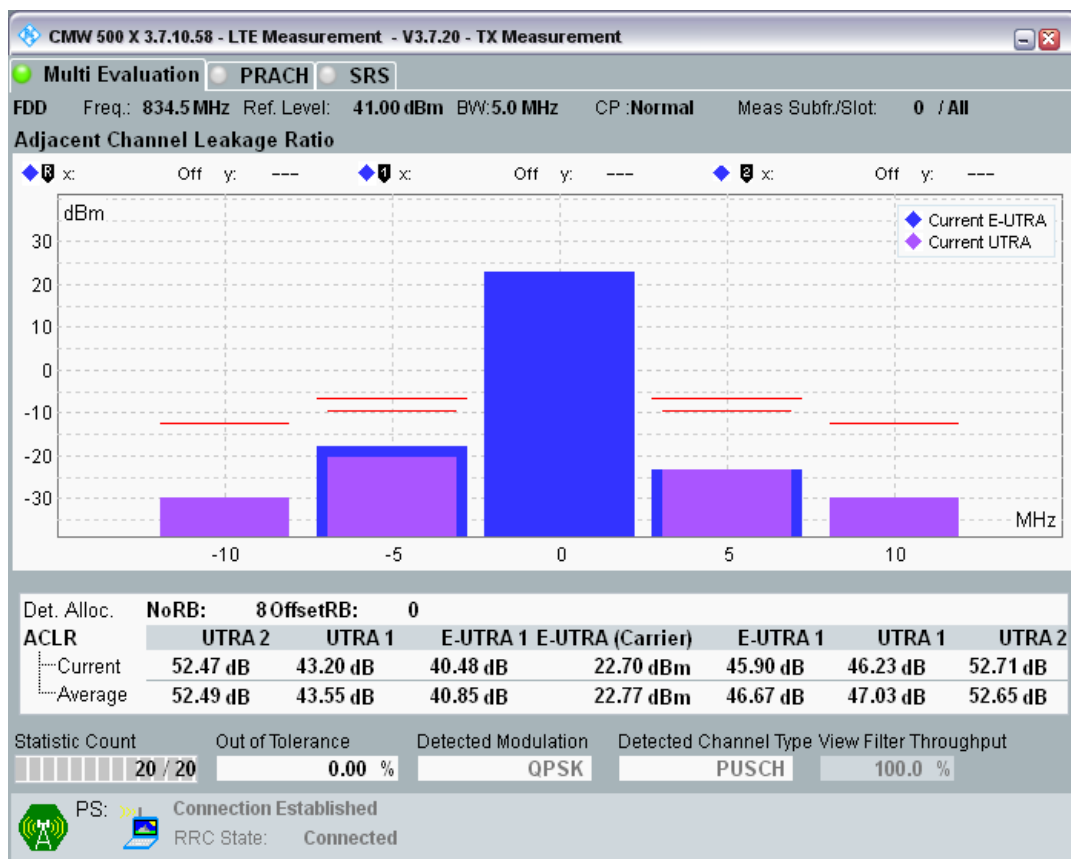 CMW 500 X 3.7.10.58 - LTE Measurement - V3.7.20 - TX Measurement
Multi Evaluation PRACH SRS
FDD Freq.: 834.5 MHz Ref. Level: 41.00 dBm BW:5.0 MHz CP :Normal Meas Subfr./Slot: 0 / All
Adjacent Channel Leakage Ratio
R x: Off y: --- 1 x: Off y: --- 2 x: Off y: ---
dBm
Current E-UTRA
Current UTRA
30
20
10
0
-10
-20
-30
MHz
-10 -5 0 5 10
Det. Alloc. NoRB: 8 OffsetRB: 0
ACLR UTRA 2 UTRA 1 E-UTRA 1 E-UTRA (Carrier) E-UTRA 1 UTRA 1 UTRA 2
Current 52.47 dB 43.20 dB 40.48 dB 22.70 dBm 45.90 dB 46.23 dB 52.71 dB
Average 52.49 dB 43.55 dB 40.85 dB 22.77 dBm 46.67 dB 47.03 dB 52.65 dB
Statistic Count Out of Tolerance Detected Modulation Detected Channel Type View Filter Throughput
20 / 20 0.00 % QPSK PUSCH 100.0 %
PS: Connection Established
RRC State: Connected